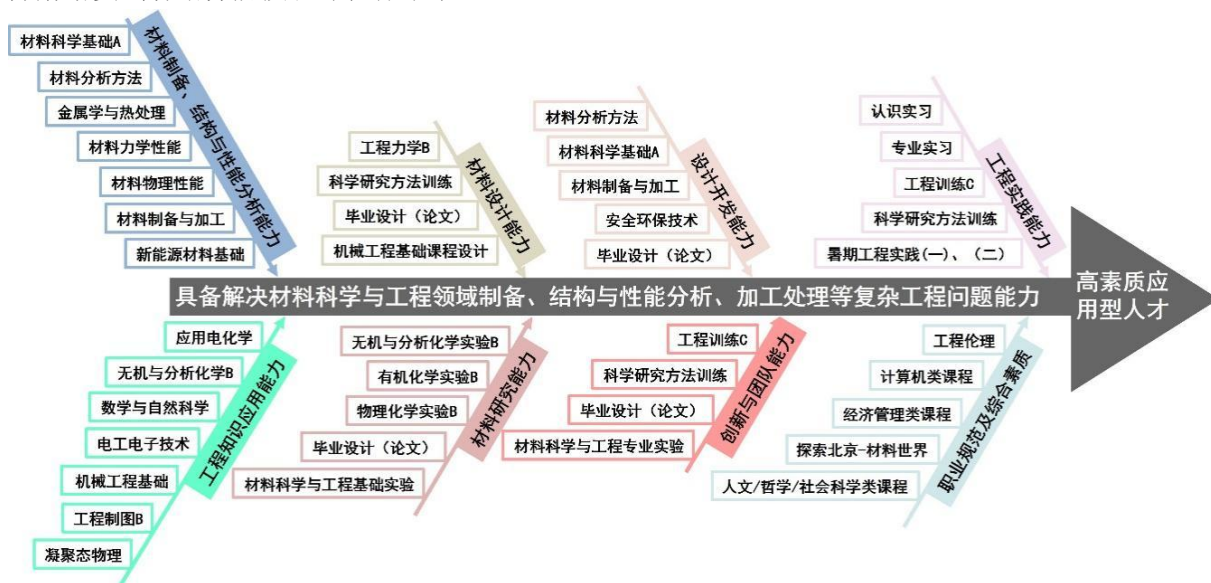 材料科学基础A
材料分析方法
金属学与热处理
材料力学性能
材料物理性能
材料制备与加工
新能源材料基础
材料制备、结构与性能分析能力
工程力学B
科学研究方法训练
毕业设计（论文）
机械工程基础课程设计
材料设计能力
材料分析方法
材料科学基础A
材料制备与加工
安全环保技术
毕业设计（论文）
设计开发能力
认识实习
专业实习
工程训练C
科学研究方法训练
暑期工程实践(一)、（二）
工程实践能力
具备解决材料科学与工程领域制备、结构与性能分析、加工处理等复杂工程问题能力
高素质应
用型人才
应用电化学
无机与分析化学B
数学与自然科学
电工电子技术
机械工程基础
工程制图B
凝聚态物理
工程知识应用能力
无机与分析化学实验B
有机化学实验B
物理化学实验B
毕业设计（论文）
材料科学与工程基础实验
材料研究能力
工程训练C
科学研究方法训练
毕业设计（论文）
材料科学与工程专业实验
创新与团队能力
工程伦理
计算机类课程
经济管理类课程
探索北京-材料世界
人文/哲学/社会科学类课程
职业规范及综合素质